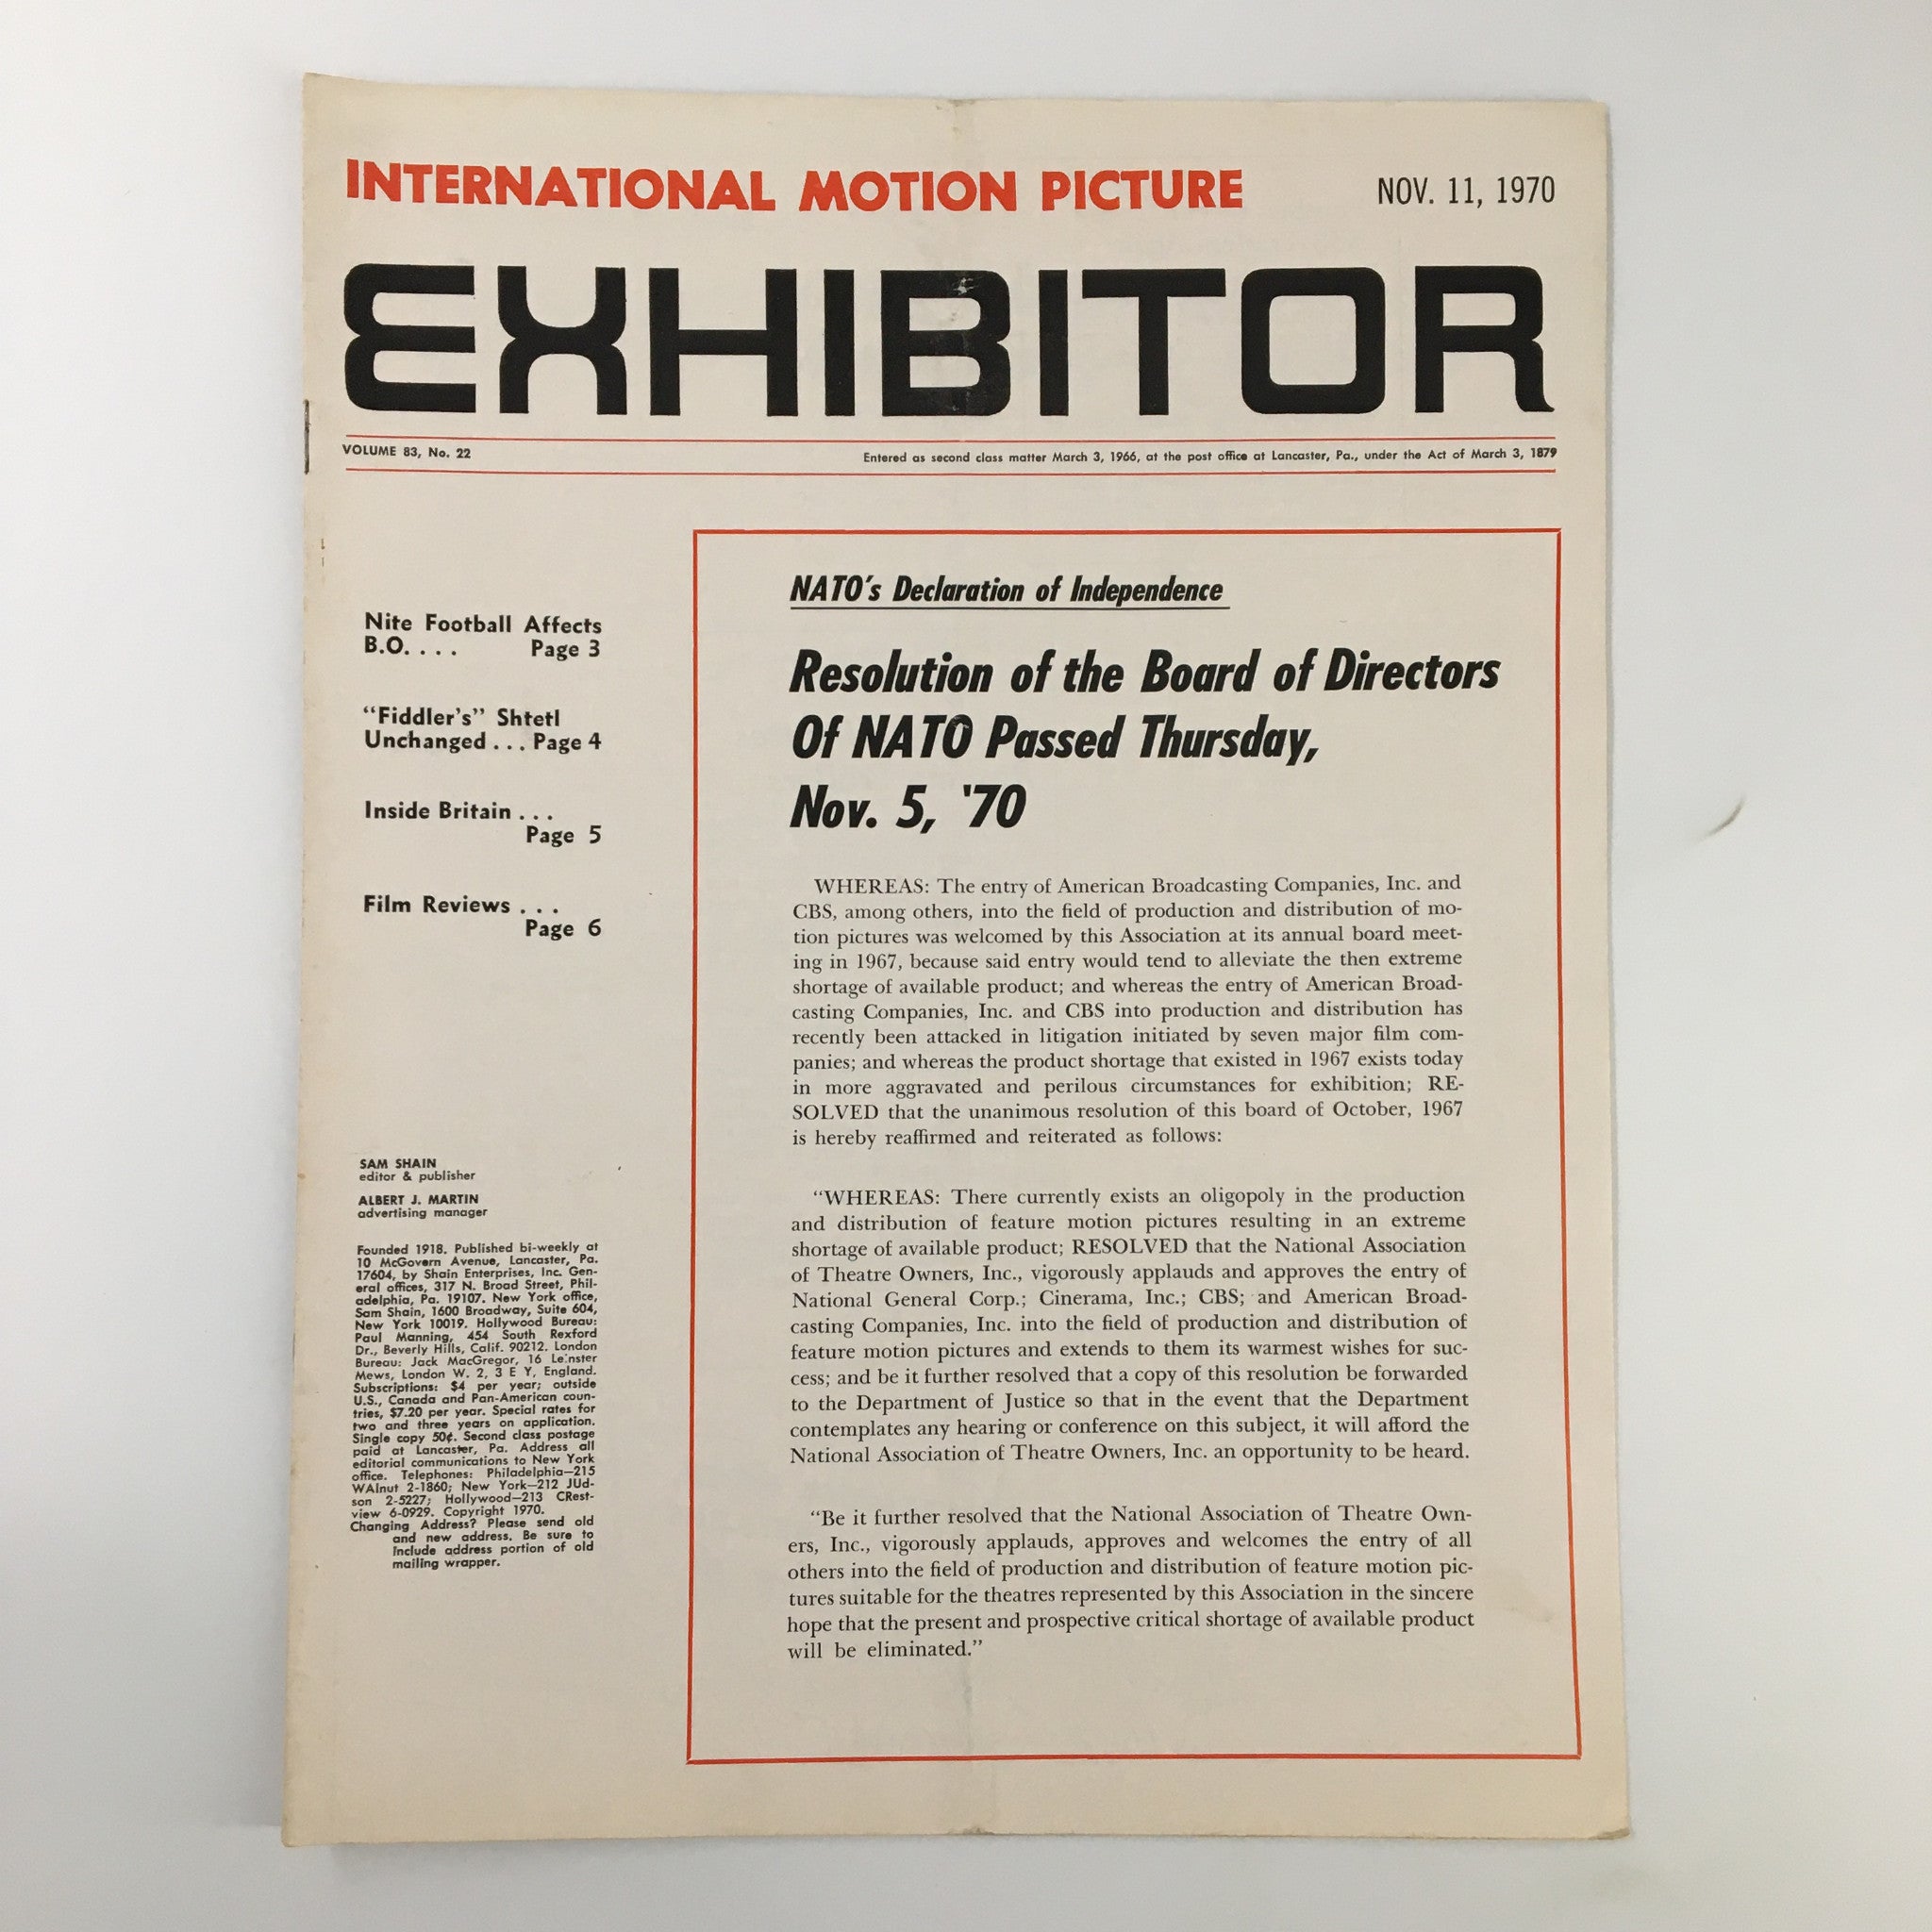 INTERNATIONAL MOTION PICTURE
NOV. 11, 1970
EXHIBITOR
VOLUME 83, No. 22
Entered as second class matter March 3, 1966, at the post office at Lancaster, Pa., under the Act of March 3, 1879
Nite Football Affects
B.O. . . . Page 3
"Fiddler's" Shtetl
Unchanged . . . Page 4
Inside Britain . . .
Page 5
Film Reviews . . .
Page 6
SAM SHAIN
editor & publisher
ALBERT J. MARTIN
advertising manager
Founded 1918. Published bi-weekly at
10 McGovern Avenue, Lancaster, Pa.
17604, by Shain Enterprises, Inc. Gen-
eral offices, 317 N. Broad Street, Phil-
adelphia, Pa. 19107. New York office,
Sam Shain, 1600 Broadway, Suite 604,
New York 10019. Hollywood Bureau:
Paul Manning, 454 South Rexford
Dr., Beverly Hills, Calif. 90212. London
Bureau: Jack MacGregor, 16 Leinster
Mews, London W. 2, 3 E Y, England.
Subscriptions: $4 per year; outside
U.S., Canada and Pan-American coun-
tries, $7.20 per year. Special rates for
two and three years on application.
Single copy 50¢. Second class postage
paid at Lancaster, Pa. Address all
editorial communications to New York
office. Telephones: Philadelphia—215
WAlnut 2-1860; New York—212 JUd-
son 2-5227; Hollywood—213 CRest-
view 6-0929. Copyright 1970.
Changing Address? Please send old
and new address. Be sure to
include address portion of old
mailing wrapper.
NATO's Declaration of Independence
Resolution of the Board of Directors
Of NATO Passed Thursday,
Nov. 5, '70
WHEREAS: The entry of American Broadcasting Companies, Inc. and
CBS, among others, into the field of production and distribution of mo-
tion pictures was welcomed by this Association at its annual board meet-
ing in 1967, because said entry would tend to alleviate the then extreme
shortage of available product; and whereas the entry of American Broad-
casting Companies, Inc. and CBS into production and distribution has
recently been attacked in litigation initiated by seven major film com-
panies; and whereas the product shortage that existed in 1967 exists today
in more aggravated and perilous circumstances for exhibition; RE-
SOLVED that the unanimous resolution of this board of October, 1967
is hereby reaffirmed and reiterated as follows:
"WHEREAS: There currently exists an oligopoly in the production
and distribution of feature motion pictures resulting in an extreme
shortage of available product; RESOLVED that the National Association
of Theatre Owners, Inc., vigorously applauds and approves the entry of
National General Corp.; Cinerama, Inc.; CBS; and American Broad-
casting Companies, Inc. into the field of production and distribution of
feature motion pictures and extends to them its warmest wishes for suc-
cess; and be it further resolved that a copy of this resolution be forwarded
to the Department of Justice so that in the event that the Department
contemplates any hearing or conference on this subject, it will afford the
National Association of Theatre Owners, Inc. an opportunity to be heard.
"Be it further resolved that the National Association of Theatre Own-
ers, Inc., vigorously applauds, approves and welcomes the entry of all
others into the field of production and distribution of feature motion pic-
tures suitable for the theatres represented by this Association in the sincere
hope that the present and prospective critical shortage of available product
will be eliminated."